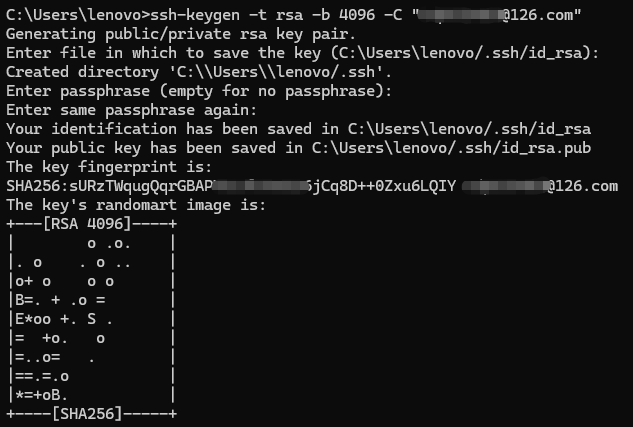 C:\Users\lenovo>ssh-keygen -t rsa -b 4096 -C "@126.com"
Generating public/private rsa key pair.
Enter file in which to save the key (C:\Users\lenovo/.ssh/id_rsa):
Created directory 'C:\\Users\\lenovo/.ssh'.
Enter passphrase (empty for no passphrase):
Enter same passphrase again:
Your identification has been saved in C:\Users\lenovo/.ssh/id_rsa
Your public key has been saved in C:\Users\lenovo/.ssh/id_rsa.pub
The key fingerprint is:
SHA256:sURzTWqugQqrGBAP jCq8D++0Zxu6LQIY @126.com
The key's randomart image is:
+---[RSA 4096]----+
|        o .o.    |
|. o    . o ..    |
|o+ o    o o      |
|B=. + .o =       |
|E*oo +. S .      |
|=  +o.   o       |
|=..o=   .        |
|==.=.o           |
|*=+oB.           |
+----[SHA256]-----+